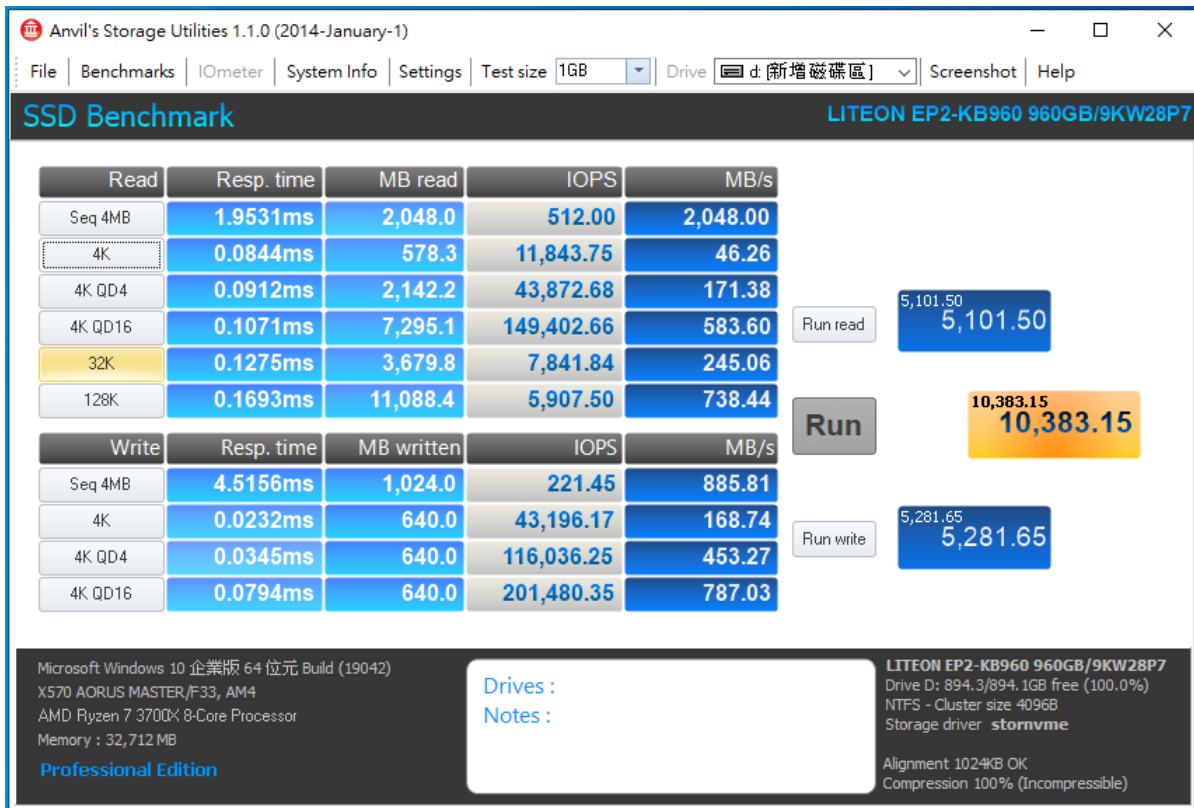 Anvil's Storage Utilities 1.1.0 (2014-January-1)
File Benchmarks IOmeter System Info Settings Test size 1GB Drive d: [新增磁碟區] Screenshot Help
SSD Benchmark LITEON EP2-KB960 960GB/9KW28P7
Read Resp. time MB read IOPS MB/s
Seq 4MB 1.9531ms 2,048.0 512.00 2,048.00
4K 0.0844ms 578.3 11,843.75 46.26
4K QD4 0.0912ms 2,142.2 43,872.68 171.38
4K QD16 0.1071ms 7,295.1 149,402.66 583.60
32K 0.1275ms 3,679.8 7,841.84 245.06
128K 0.1693ms 11,088.4 5,907.50 738.44
Run read
5,101.50
5,101.50
Run
10,383.15
10,383.15
Write Resp. time MB written IOPS MB/s
Seq 4MB 4.5156ms 1,024.0 221.45 885.81
4K 0.0232ms 640.0 43,196.17 168.74
4K QD4 0.0345ms 640.0 116,036.25 453.27
4K QD16 0.0794ms 640.0 201,480.35 787.03
Run write
5,281.65
5,281.65
Microsoft Windows 10 企業版 64 位元 Build (19042)
X570 AORUS MASTER/F33, AM4
AMD Ryzen 7 3700X 8-Core Processor
Memory : 32,712 MB
Professional Edition
Drives :
Notes :
LITEON EP2-KB960 960GB/9KW28P7
Drive D: 894.3/894.1GB free (100.0%)
NTFS - Cluster size 4096B
Storage driver stornvme
Alignment 1024KB OK
Compression 100% (Incompressible)